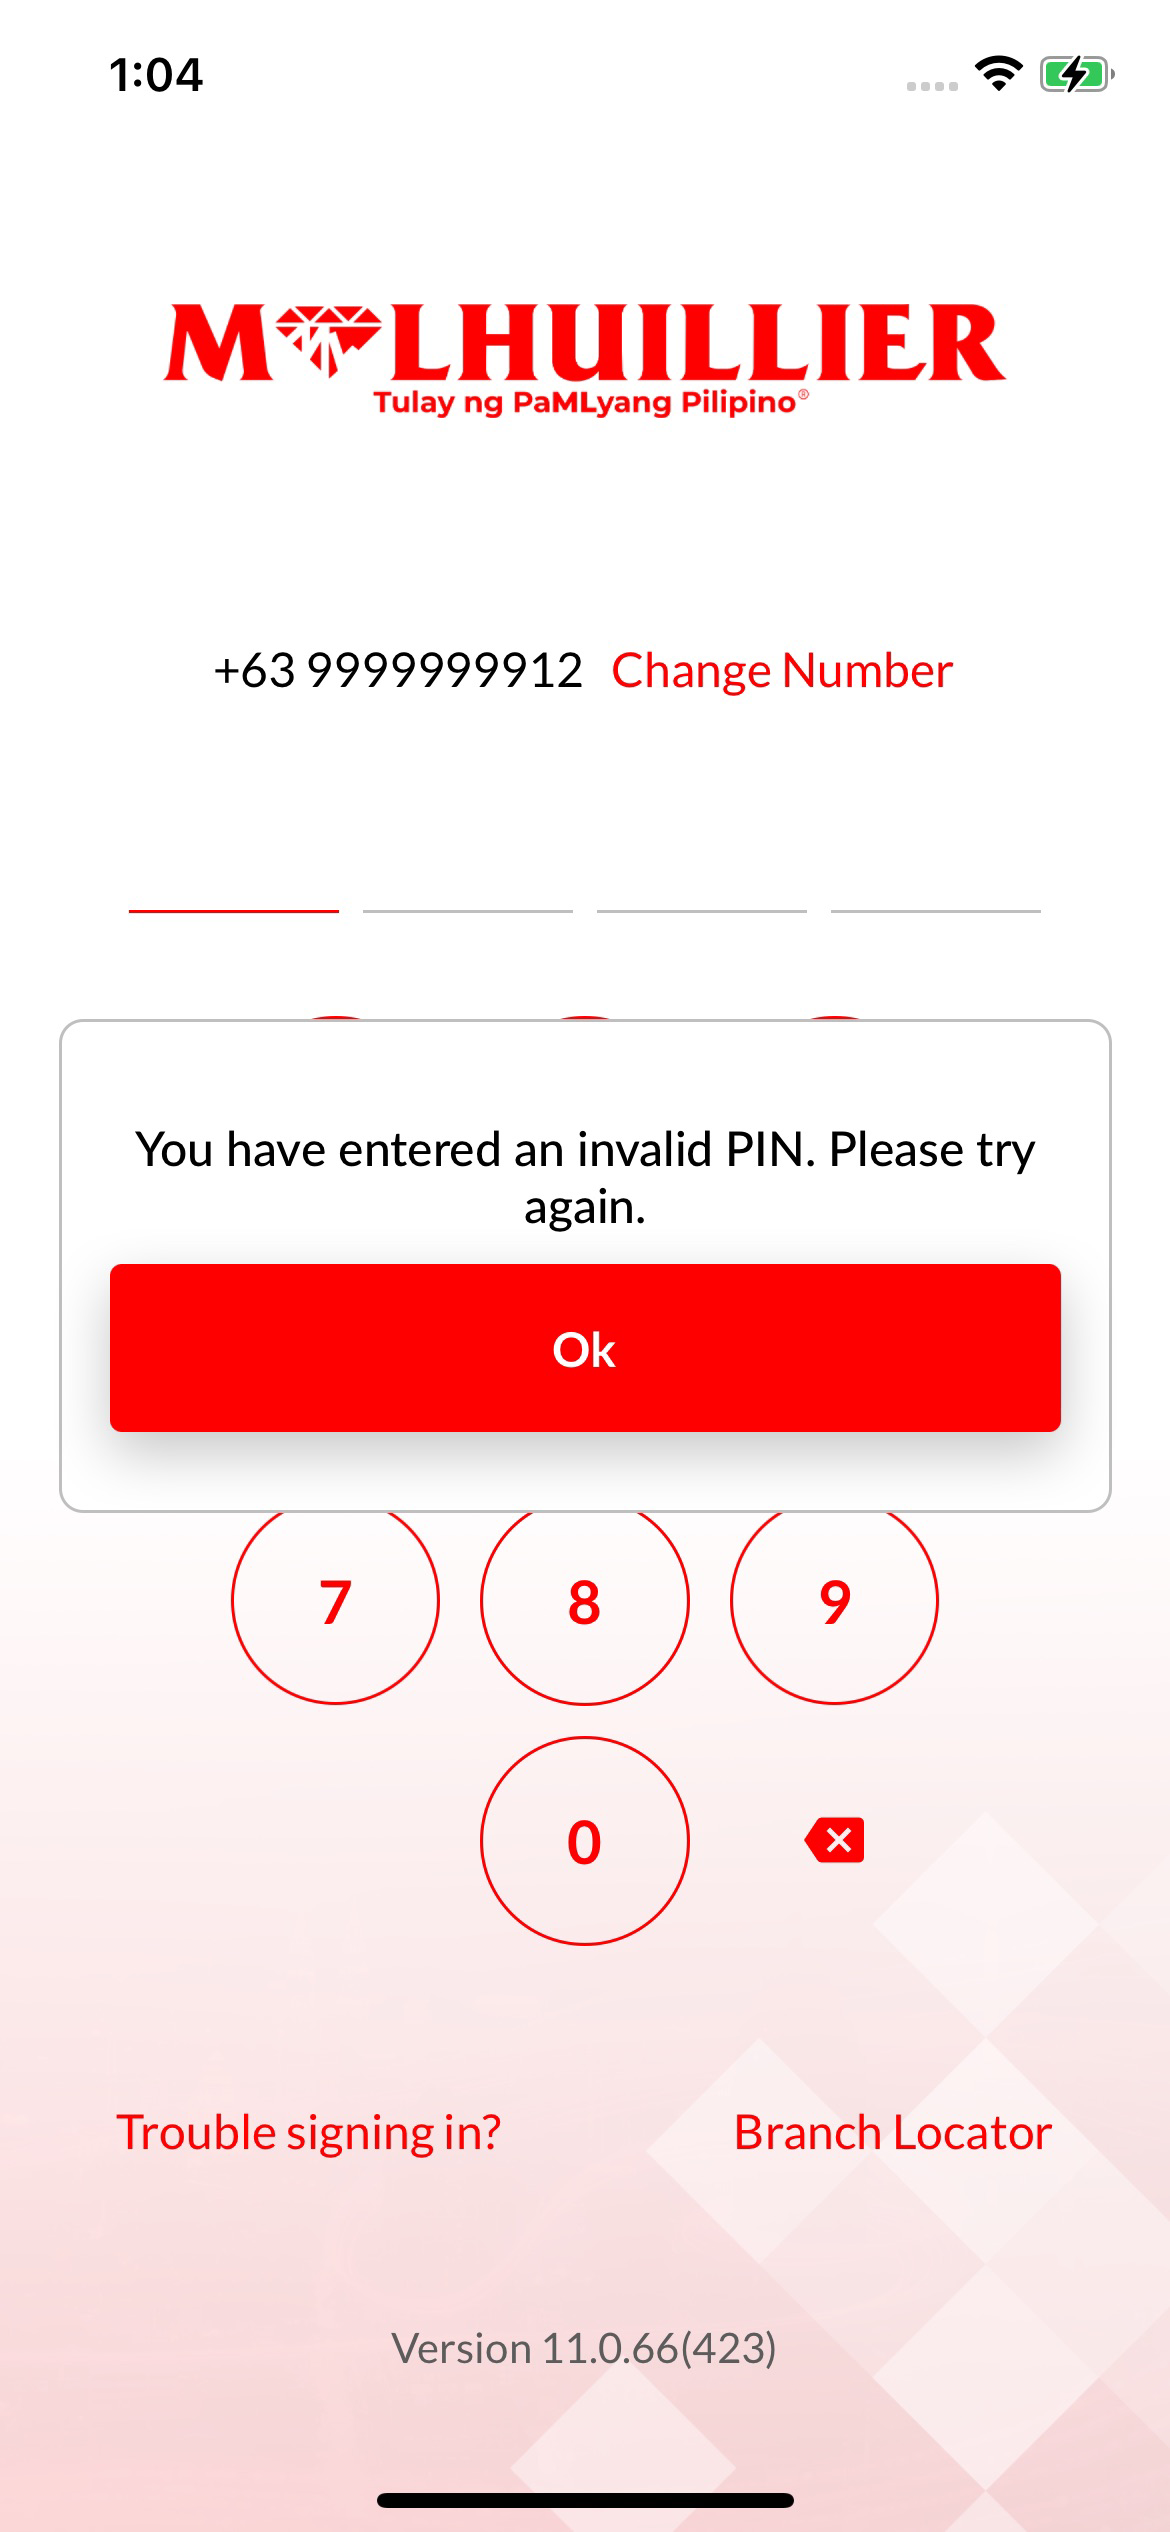 1:04
M LHUILLIER
Tulay ng PaMLyang Pilipino®
+63 9999999912 Change Number
You have entered an invalid PIN. Please try
again.
Ok
7 8 9
0
Trouble signing in? Branch Locator
Version 11.0.66(423)